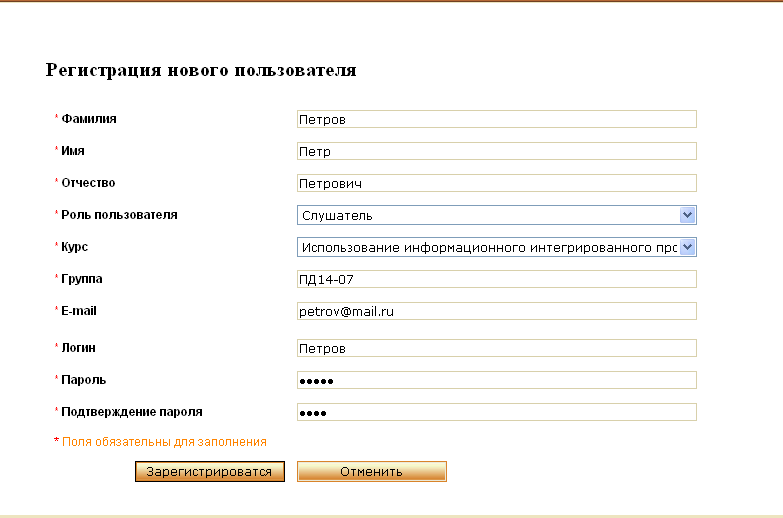 Регистрация нового пользователя
* Фамилия Петров
* Имя Петр
* Отчество Петрович
* Роль пользователя Слушатель
* Курс Использование информационного интегрированного про
* Группа ПД14-07
* E-mail petrov@mail.ru
* Логин Петров
* Пароль •••••
* Подтверждение пароля ••••
* Поля обязательны для заполнения
Зарегистрироватся Отменить